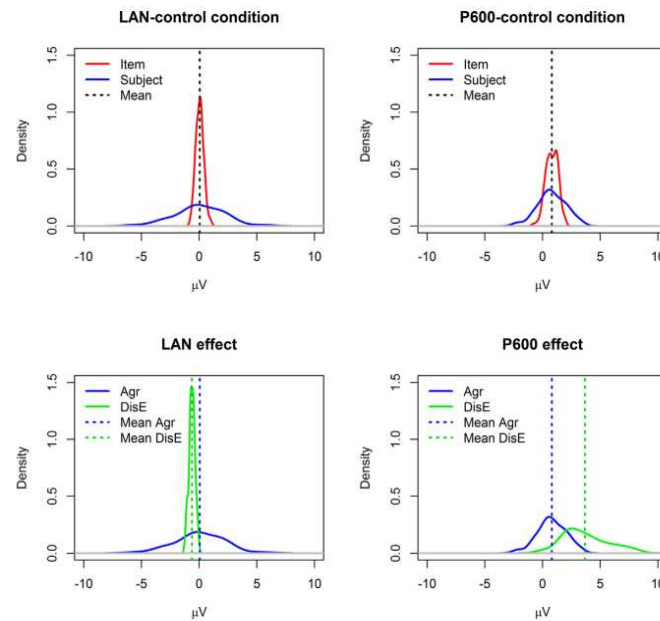 LAN-control condition
1.5
1.0
0.5
0.0
Density
Item
Subject
Mean
-10 -5 0 5 10
μV
P600-control condition
1.5
1.0
0.5
0.0
Density
Item
Subject
Mean
-10 -5 0 5 10
μV
LAN effect
1.5
1.0
0.5
0.0
Density
Agr
DisE
Mean Agr
Mean DisE
-10 -5 0 5 10
μV
P600 effect
1.5
1.0
0.5
0.0
Density
Agr
DisE
Mean Agr
Mean DisE
-10 -5 0 5 10
μV